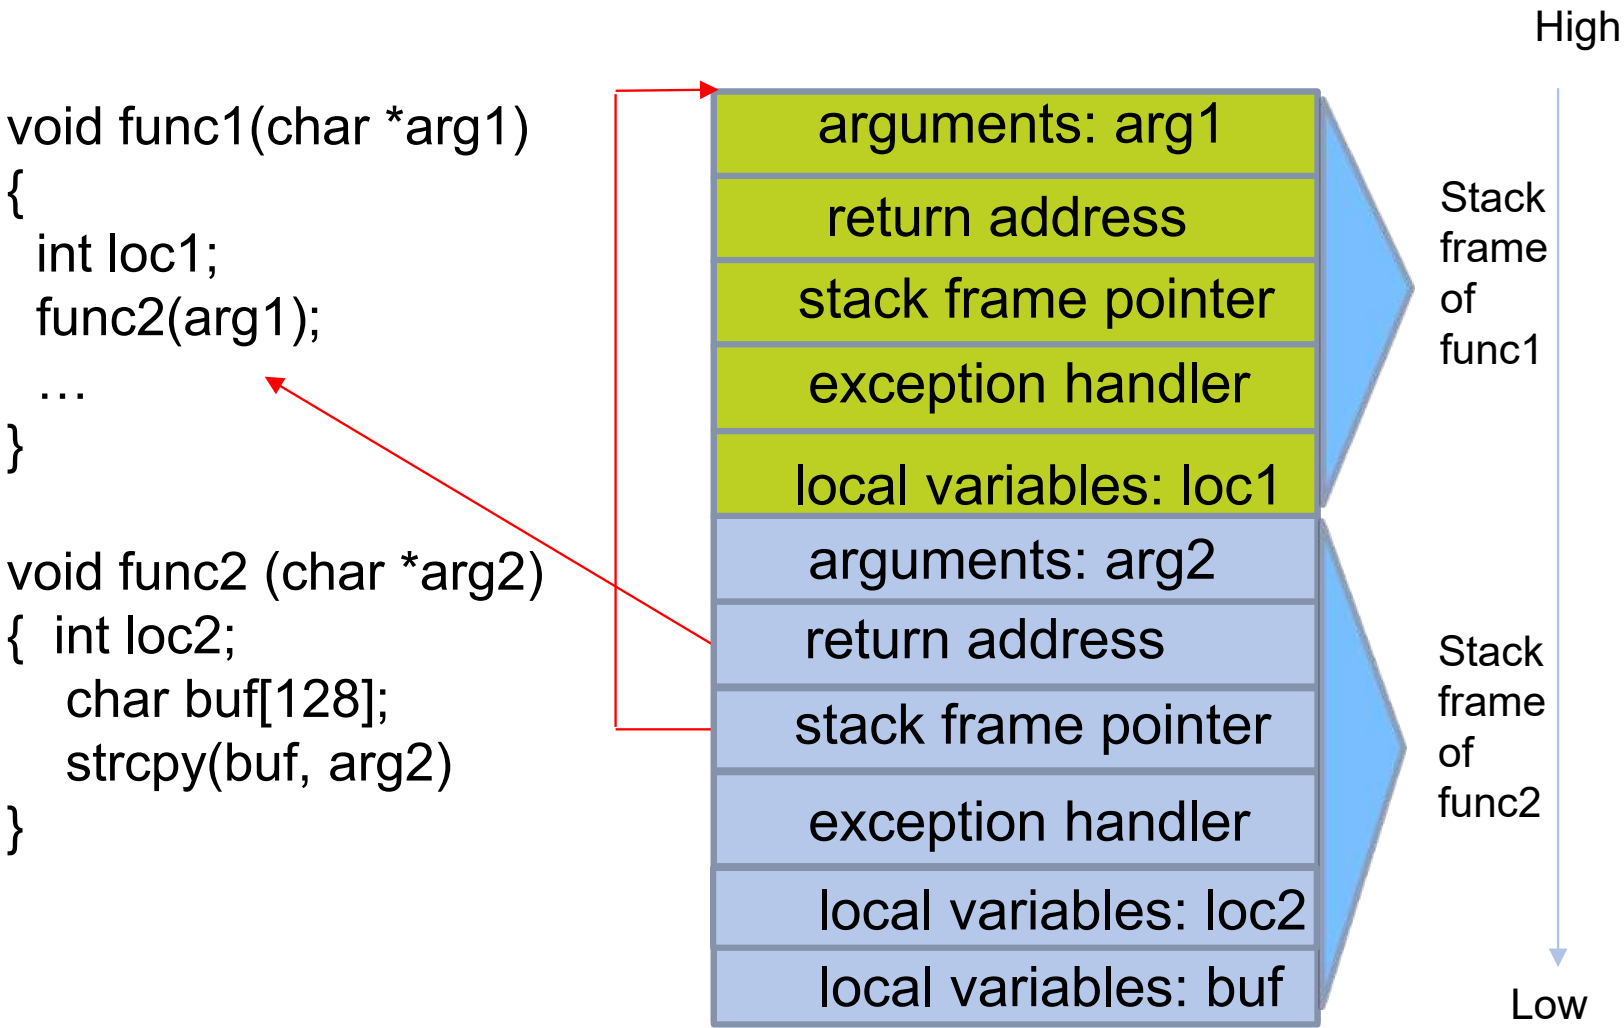 High
void func1(char *arg1)
{
int loc1;
func2(arg1);
…
}
void func2 (char *arg2)
{ int loc2;
char buf[128];
strcpy(buf, arg2)
}
arguments: arg1
return address
stack frame pointer
exception handler
local variables: loc1
arguments: arg2
return address
stack frame pointer
exception handler
local variables: loc2
local variables: buf
Stack
frame
of
func1
Stack
frame
of
func2
Low